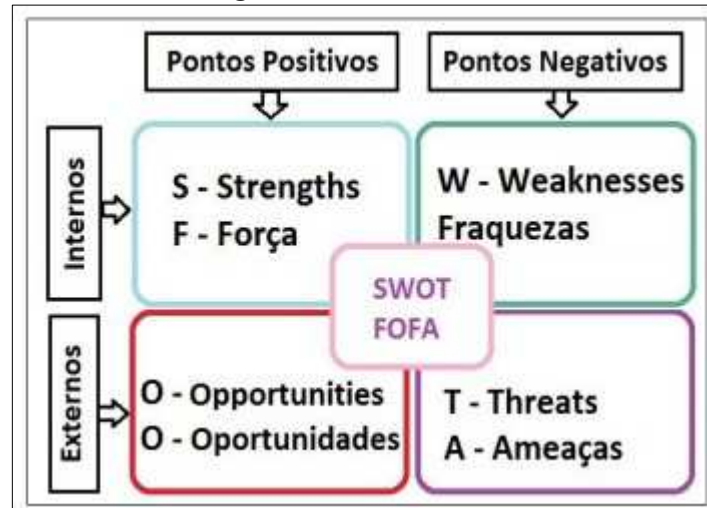 Pontos Positivos
Pontos Negativos
Internos
S - Strengths
F - Força
W - Weaknesses
Fraquezas
SWOT
FOFA
Externos
O - Opportunities
O - Oportunidades
T - Threats
A - Ameaças